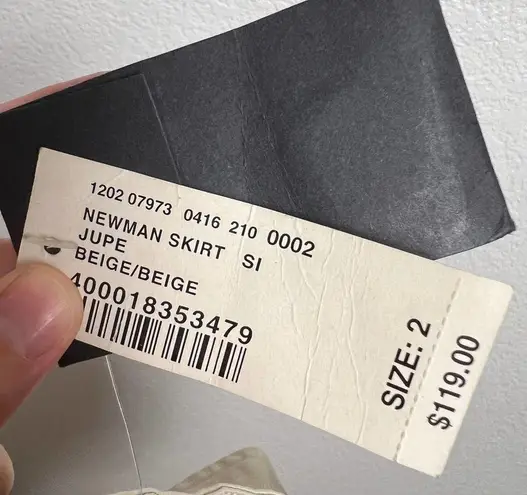 1202 07973 0416 210 0002
NEWMAN SKIRT SI
JUPE
BEIGE/BEIGE
400018353479
SIZE: 2
$119.00